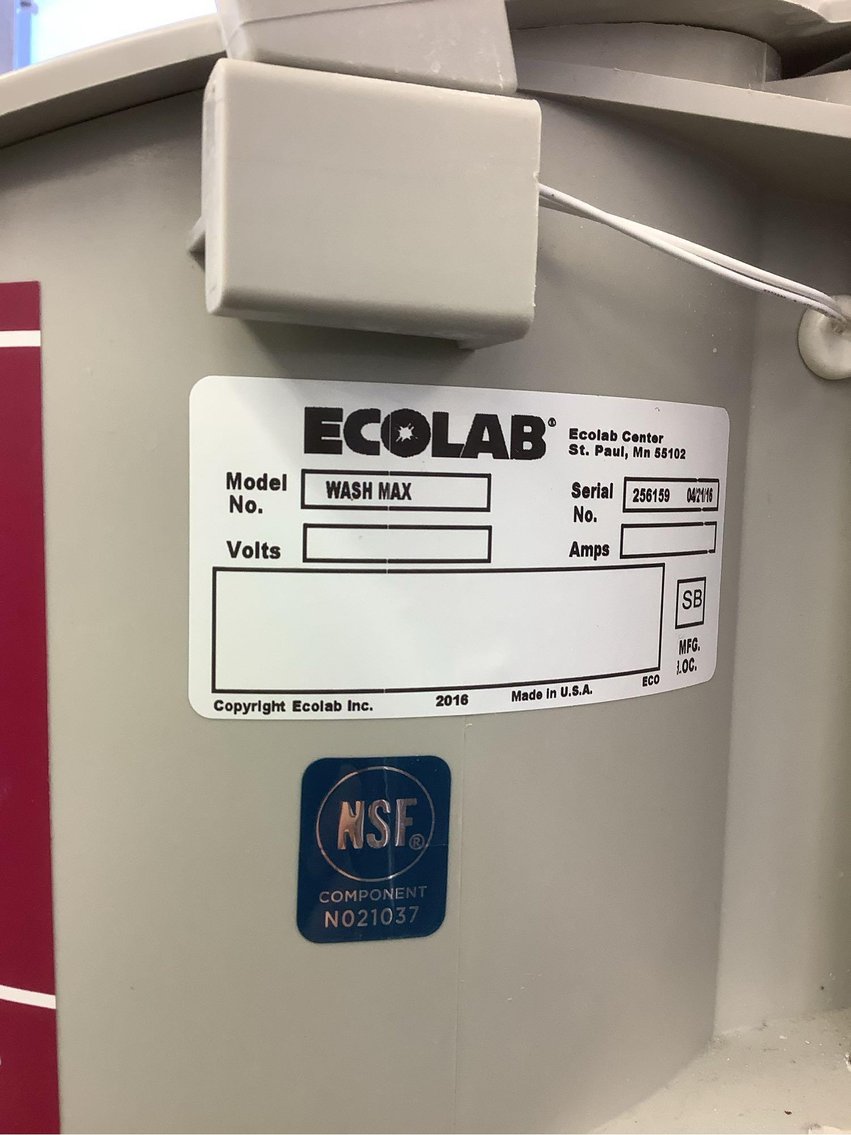 ECOLAB®
Ecolab Center
St. Paul, Mn 55102
Model No. WASH MAX
Serial No. 256159 04/21/16
Volts
Amps
SB
MFG.
LOC.
Copyright Ecolab Inc. 2016 Made in U.S.A. ECO
NSF®
COMPONENT
N021037